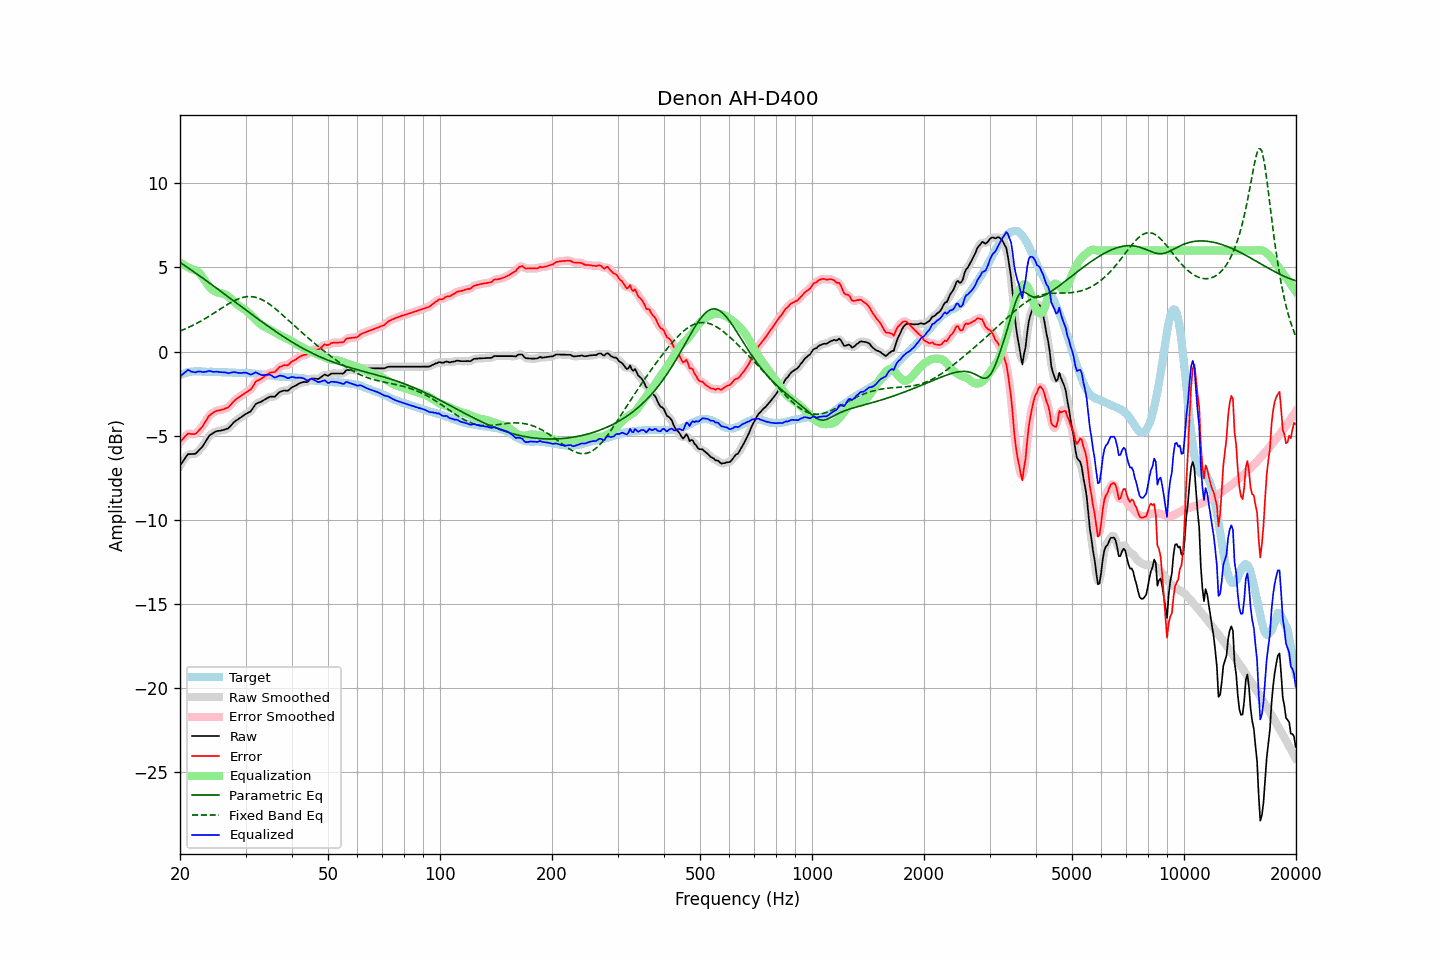 Denon AH-D400
Amplitude (dBr)
10
5
0
−5
−10
−15
−20
−25
Target
Raw Smoothed
Error Smoothed
Raw
Error
Equalization
Parametric Eq
Fixed Band Eq
Equalized
20 50 100 200 500 1000 2000 5000 10000 20000
Frequency (Hz)